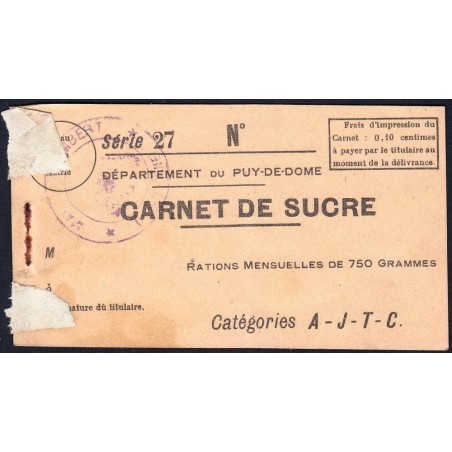 Série 27 N°
Frais d'impression du
Carnet : 0,10 centimes
à payer par le titulaire au
moment de la délivrance.
DÉPARTEMENT DU PUY-DE-DOME
CARNET DE SUCRE
M
RATIONS MENSUELLES DE 750 GRAMMES
à
du titulaire.
Catégories A-J-T-C.